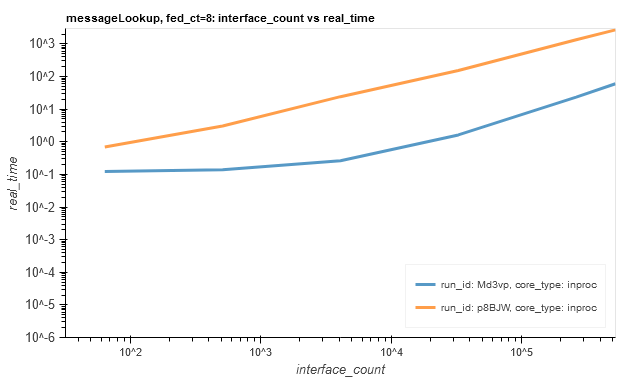 messageLookup, fed_ct=8: interface_count vs real_time
10^3
10^2
10^1
10^0
10^-1
10^-2
10^-3
10^-4
10^-5
10^-6
real_time
run_id: Md3vp, core_type: inproc
run_id: p8BJW, core_type: inproc
10^2
10^3
10^4
10^5
interface_count